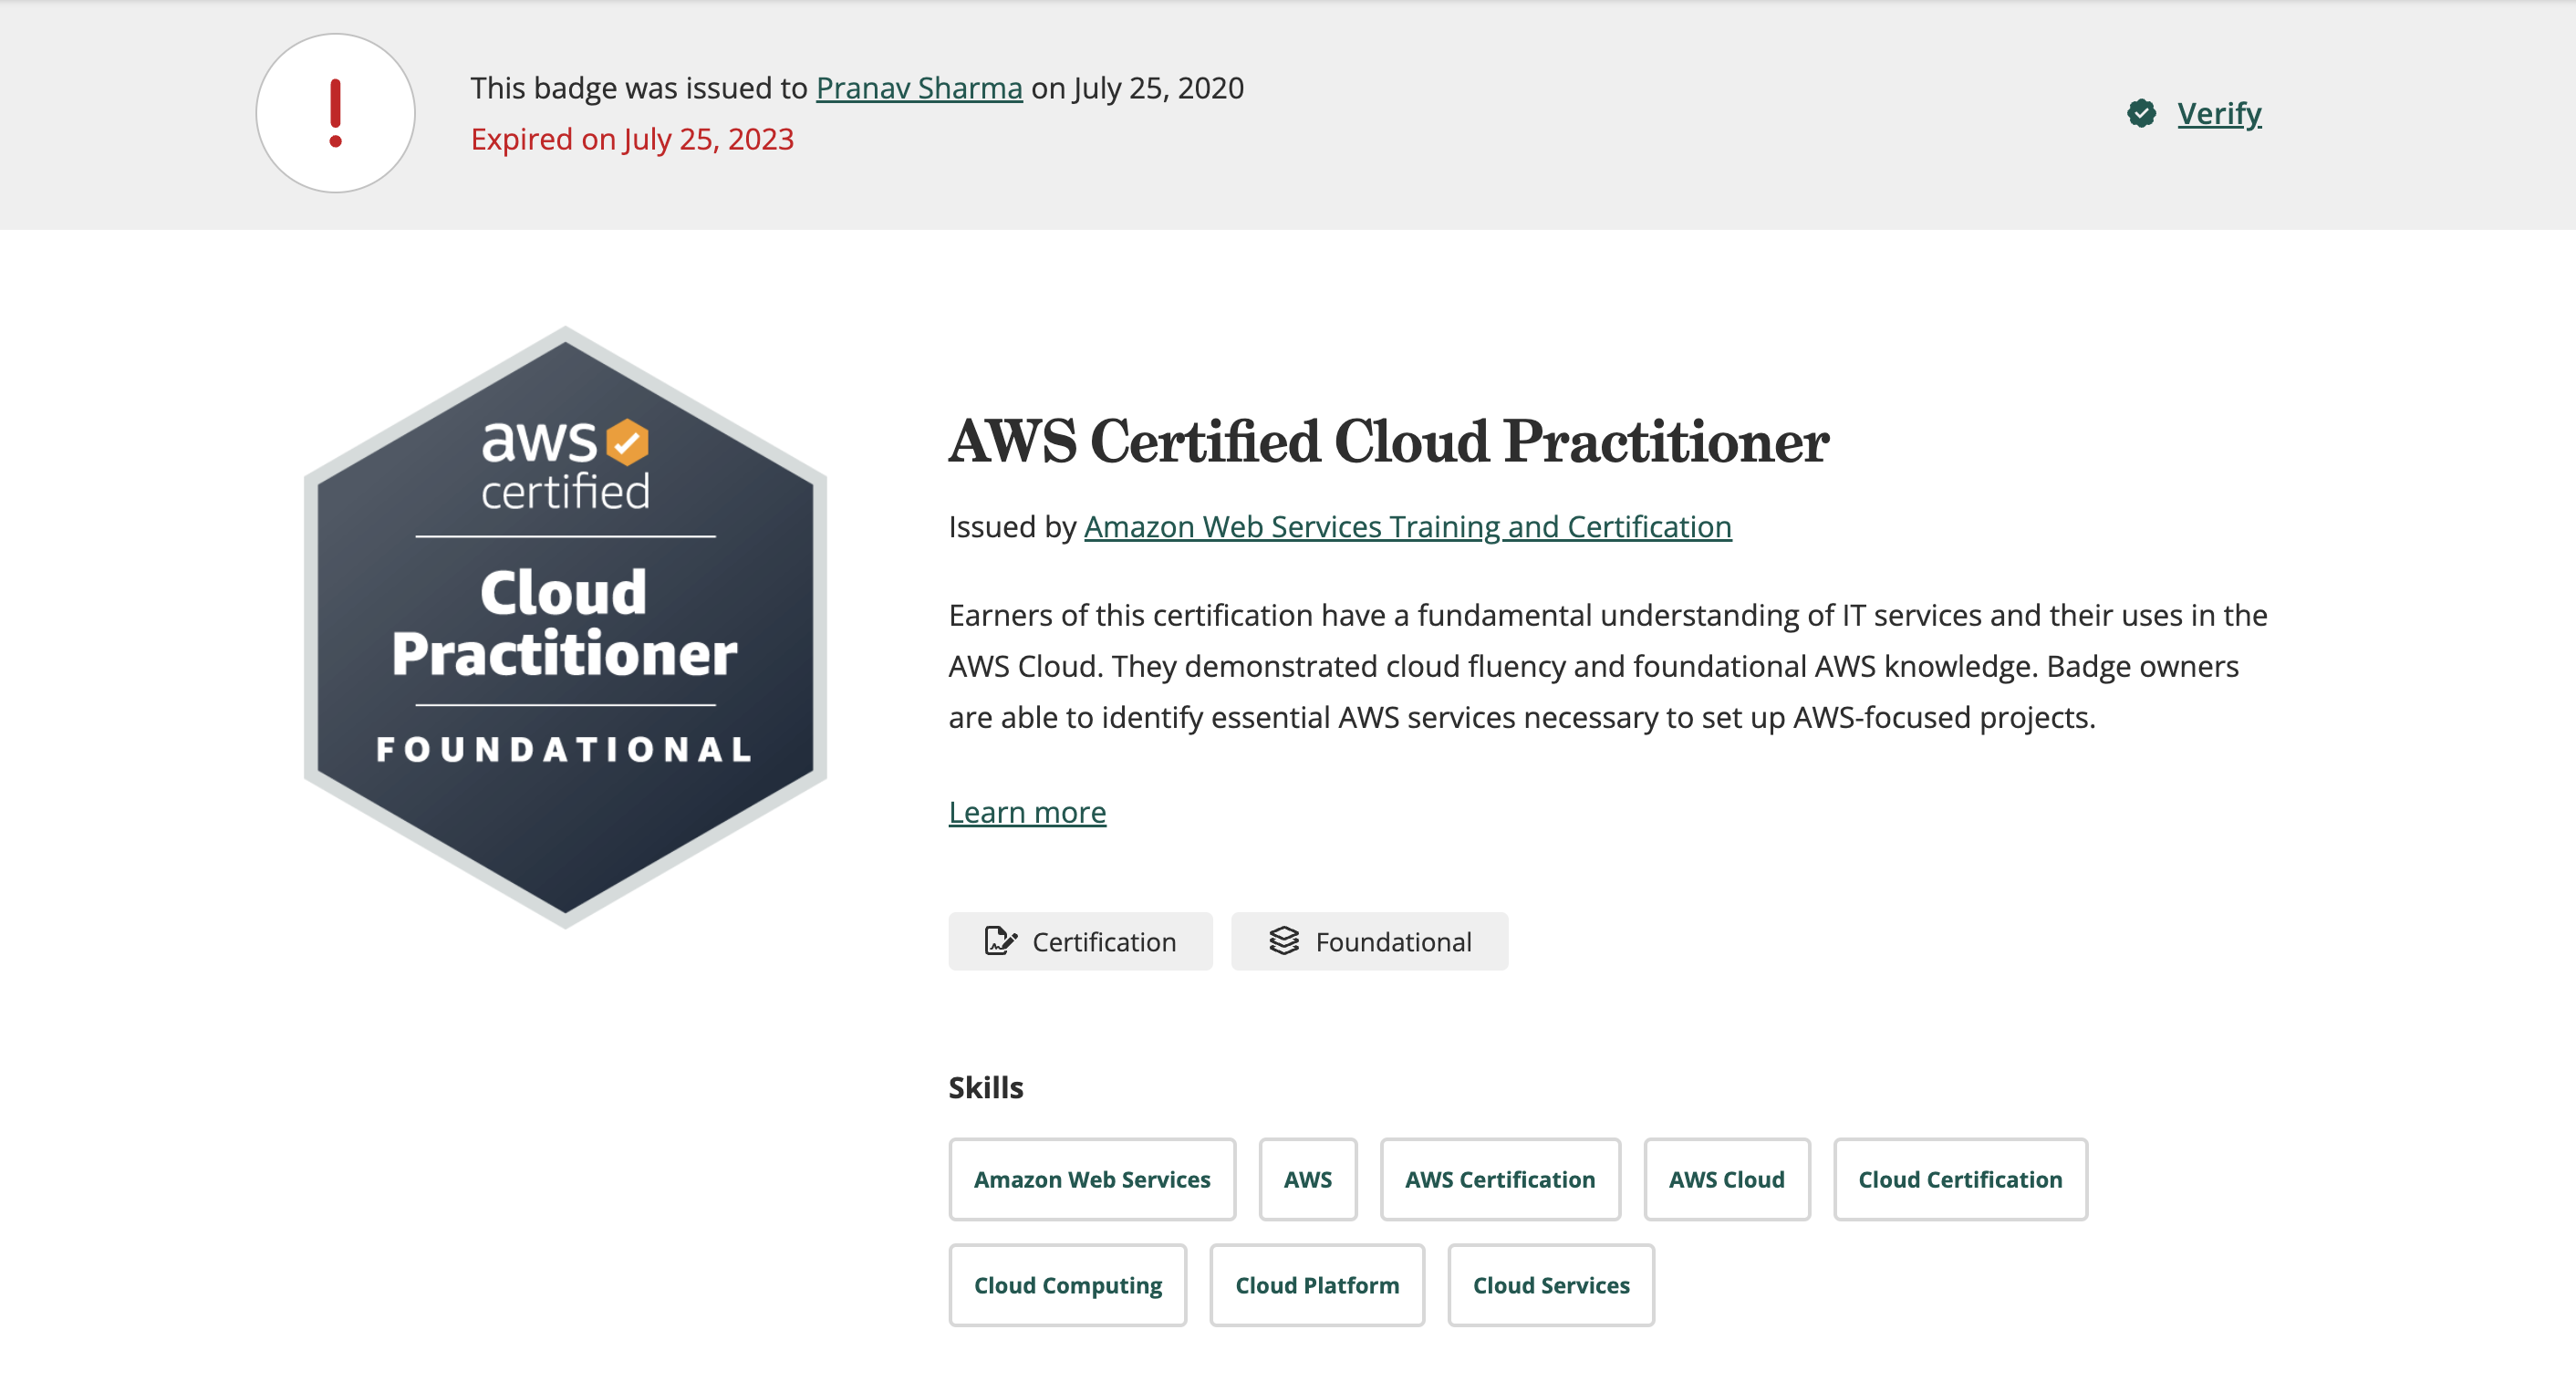 This badge was issued to Pranav Sharma on July 25, 2020
Expired on July 25, 2023
Verify
aws
certified
Cloud
Practitioner
FOUNDATIONAL
AWS Certified Cloud Practitioner
Issued by Amazon Web Services Training and Certification
Earners of this certification have a fundamental understanding of IT services and their uses in the
AWS Cloud. They demonstrated cloud fluency and foundational AWS knowledge. Badge owners
are able to identify essential AWS services necessary to set up AWS-focused projects.
Learn more
Certification Foundational
Skills
Amazon Web Services AWS AWS Certification AWS Cloud Cloud Certification
Cloud Computing Cloud Platform Cloud Services